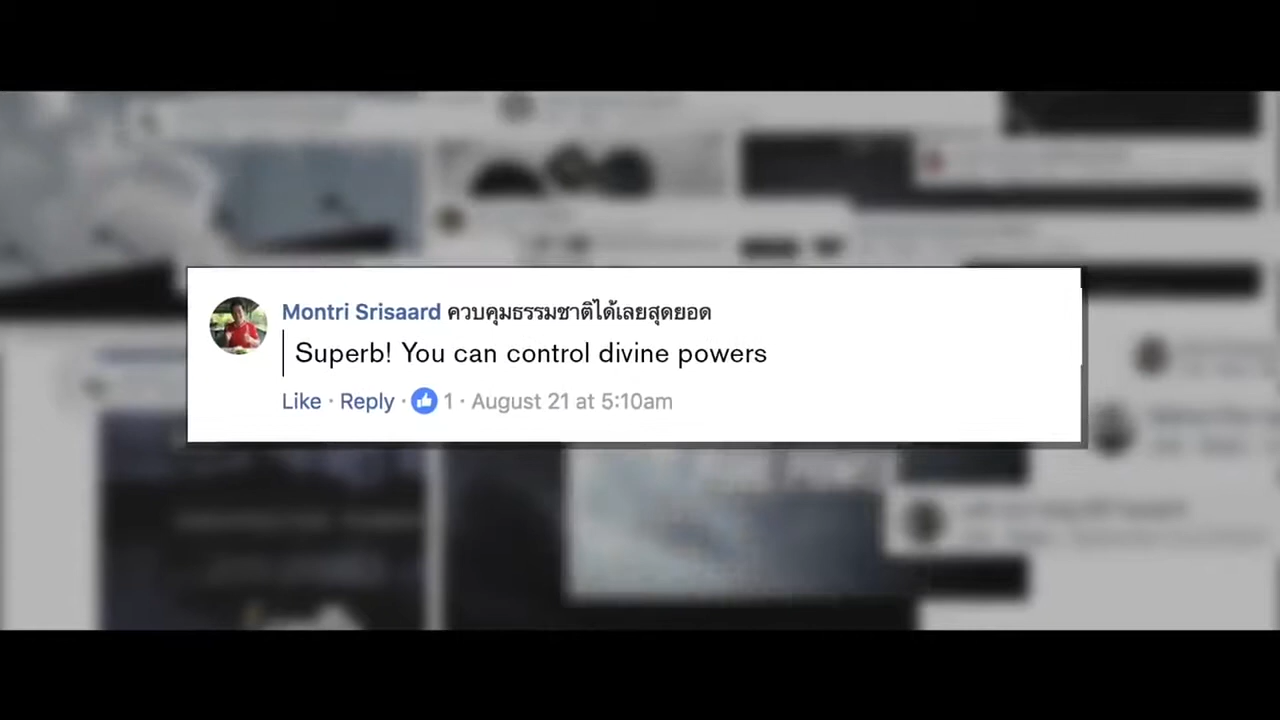 Montri Srisaard ควบคุมธรรมชาติได้เลยสุดยอด
Superb! You can control divine powers
Like · Reply · 1 · August 21 at 5:10am